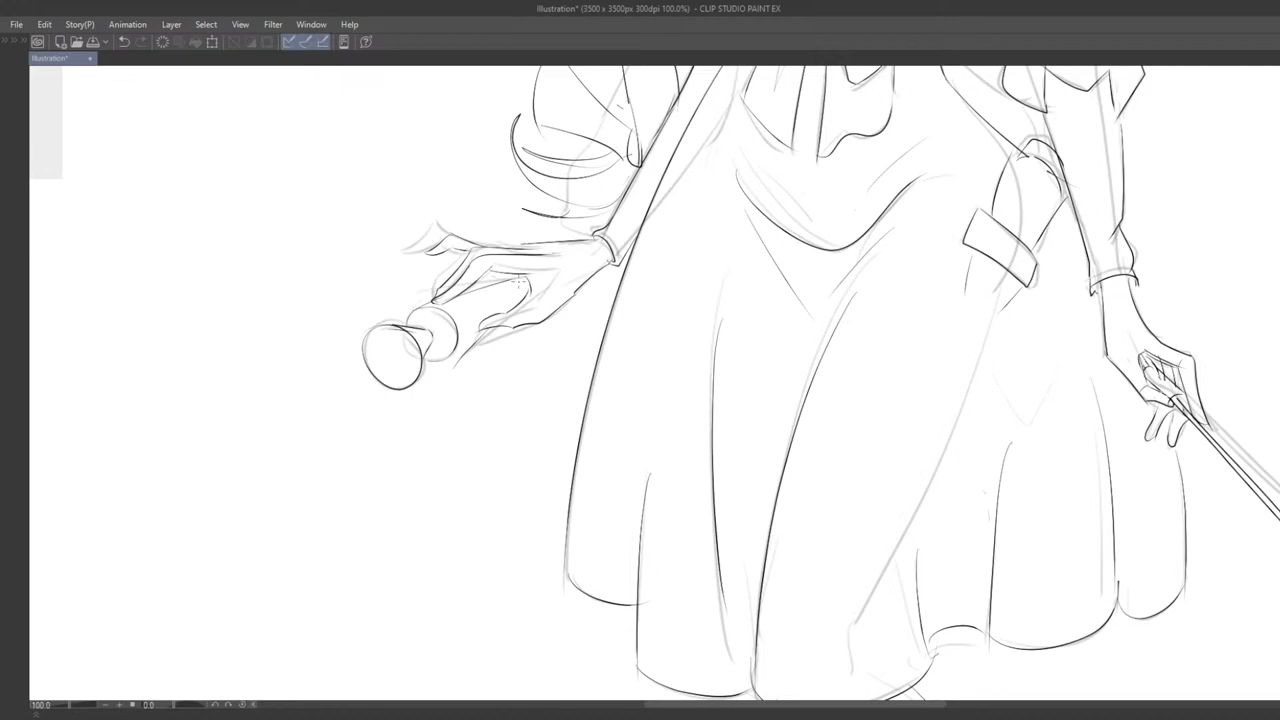 Illustration* (3500 x 3500px 300dpi 100.0%) - CLIP STUDIO PAINT EX
File Edit Story(P) Animation Layer Select View Filter Window Help
Illustration*
100.0 0.0